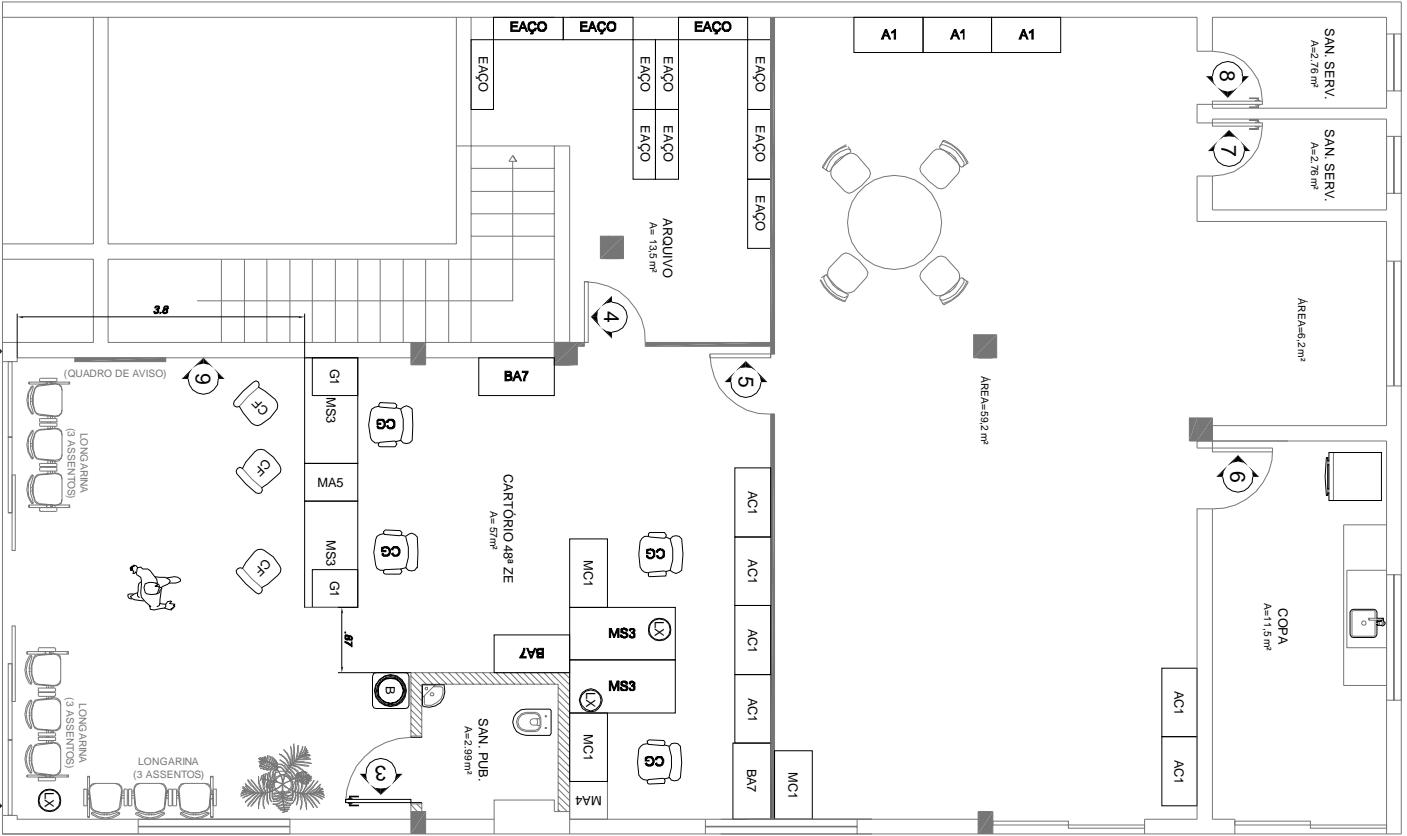 EAÇO
EAÇO
EAÇO
EAÇO
EAÇO
EAÇO
EAÇO
EAÇO
EAÇO
EAÇO
EAÇO
EAÇO
A1
A1
A1
SAN. SERV.
A=2.76 m²
8
SAN. SERV.
A=2.76 m²
7
ARQUIVO
A= 13,5 m²
4
ÁREA=6,2 m²
ÁREA=59,2 m²
3.6
(QUADRO DE AVISO)
9
G1
MS3
MA5
MS3
G1
BA7
5
6
CF
CF
CF
CG
CG
CG
CG
LONGARINA
(3 ASSENTOS)
CARTÓRIO 48ª ZE
A= 57m²
AC1
AC1
AC1
AC1
BA7
MC1
MC1
MS3
LX
MS3
LX
MC1
MA4
BA7
.87
COPA
A=11,5 m²
AC1
AC1
B
SAN. PUB.
A=2.99 m²
3
LONGARINA
(3 ASSENTOS)
LONGARINA
(3 ASSENTOS)
LX